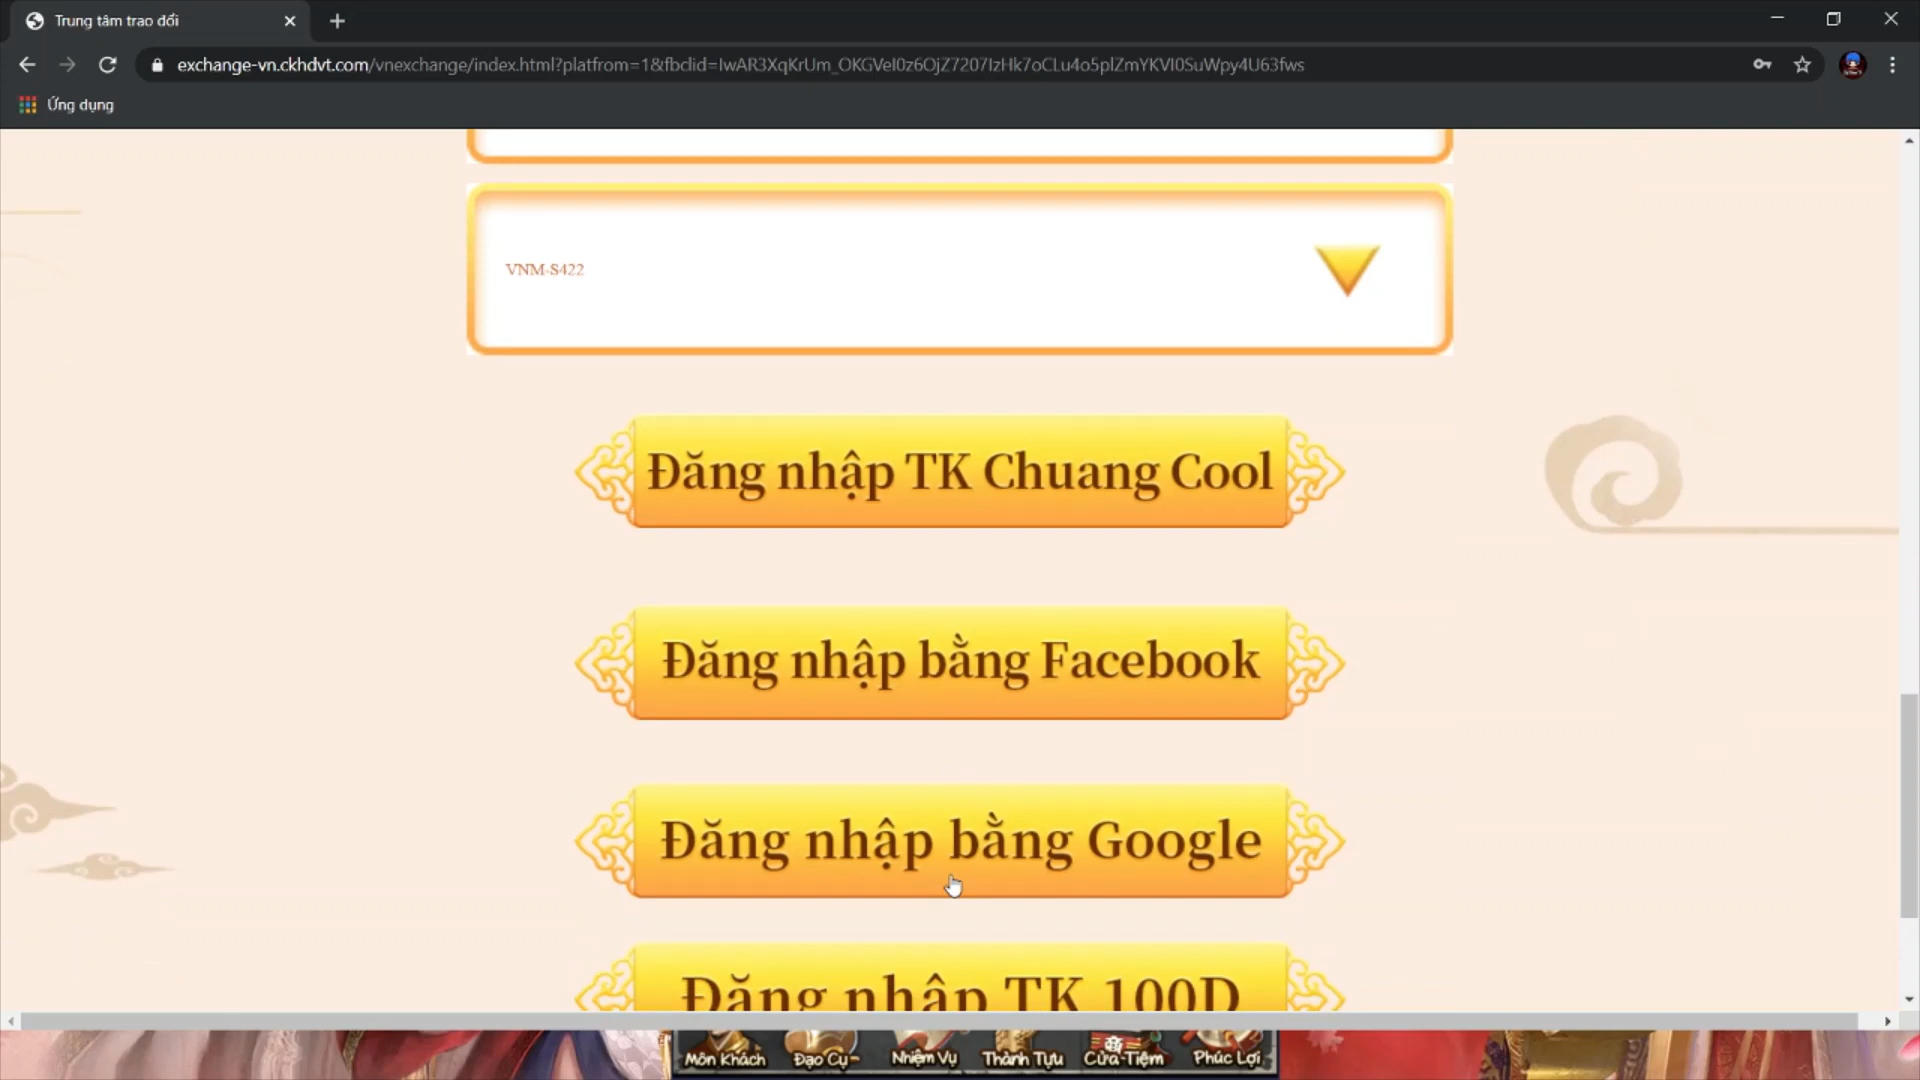 Trung tâm trao đổi
exchange-vn.ckhdvt.com/vnexchange/index.html?platfrom=1&fbclid=IwAR3XqKrUm_OKGVeI0z6OjZ7207IzHk7oCLu4o5plZmYKVI0SuWpy4U63fws
Ứng dụng
VNM-S422
Đăng nhập TK Chuang Cool
Đăng nhập bằng Facebook
Đăng nhập bằng Google
Đăng nhập TK 100D
Môn Khách Đạo Cụ Nhiệm Vụ Thành Tựu Cửa Tiệm Phúc Lợi